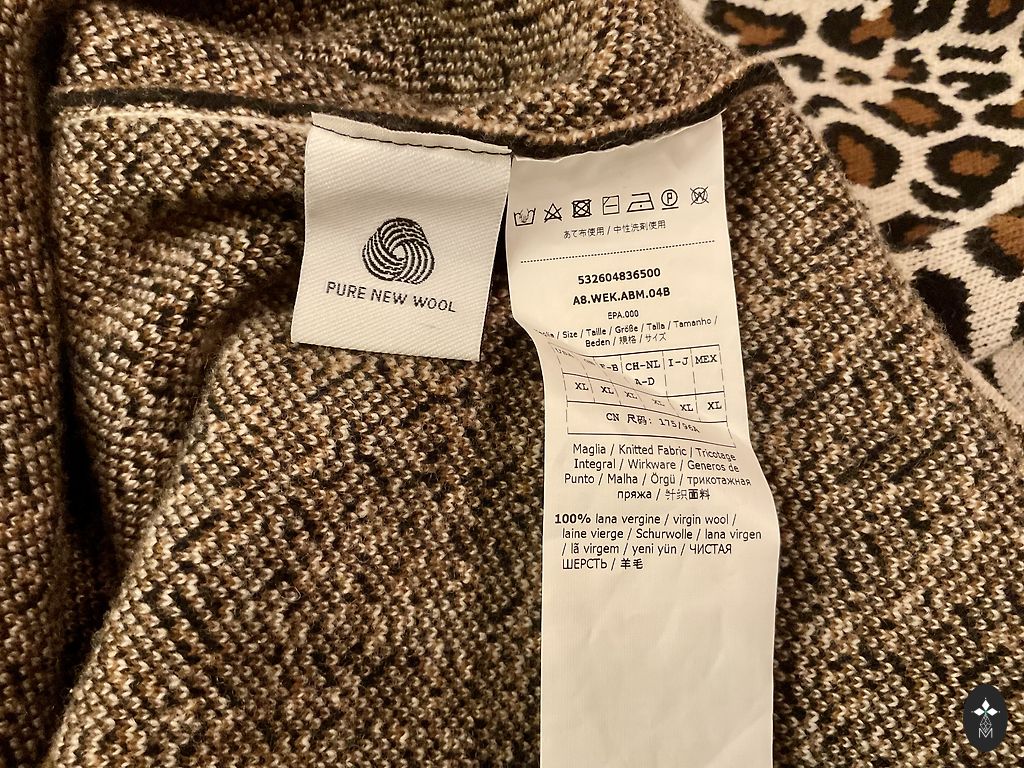 PURE NEW WOOL
P
あて布使用 / 中性洗剤使用
532604836500
A8.WEK.ABM.04B
EPA.000
/ Size / Taille / Größe / Talla / Tamanho /
Beden / 規格 / サイズ
CH-NL I-J MEX
A-D
XL XL XL XL XL XL
CN 尺码: 175/96A
Maglia / Knitted Fabric / Tricotage
Integral / Wirkware / Generos de
Punto / Malha / Örgü / трикотажная
пряжа / 针织面料
100% lana vergine / virgin wool /
laine vierge / Schurwolle / lana virgen
/ lã virgem / yeni yün / ЧИСТАЯ
ШЕРСТЬ / 羊毛
M